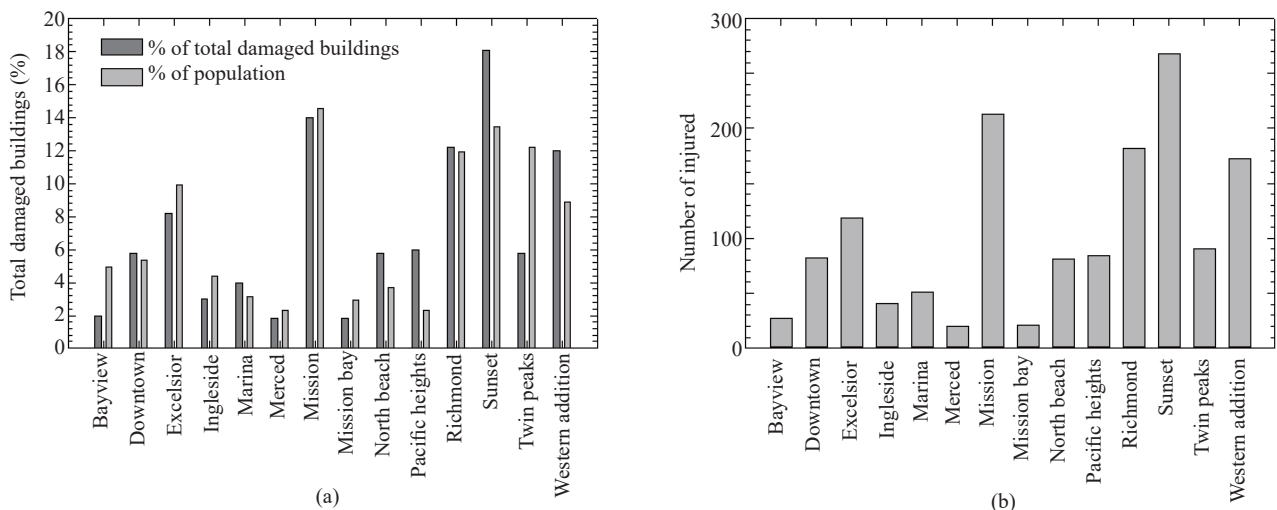 Total damaged buildings (%)
20
18
16
14
12
10
8
6
4
2
0
% of total damaged buildings
% of population
Bayview
Downtown
Excelsior
Ingleside
Marina
Merced
Mission
Mission bay
North beach
Pacific heights
Richmond
Sunset
Twin peaks
Western addition
(a)
Number of injured
300
200
100
0
Bayview
Downtown
Excelsior
Ingleside
Marina
Merced
Mission
Mission bay
North beach
Pacific heights
Richmond
Sunset
Twin peaks
Western addition
(b)